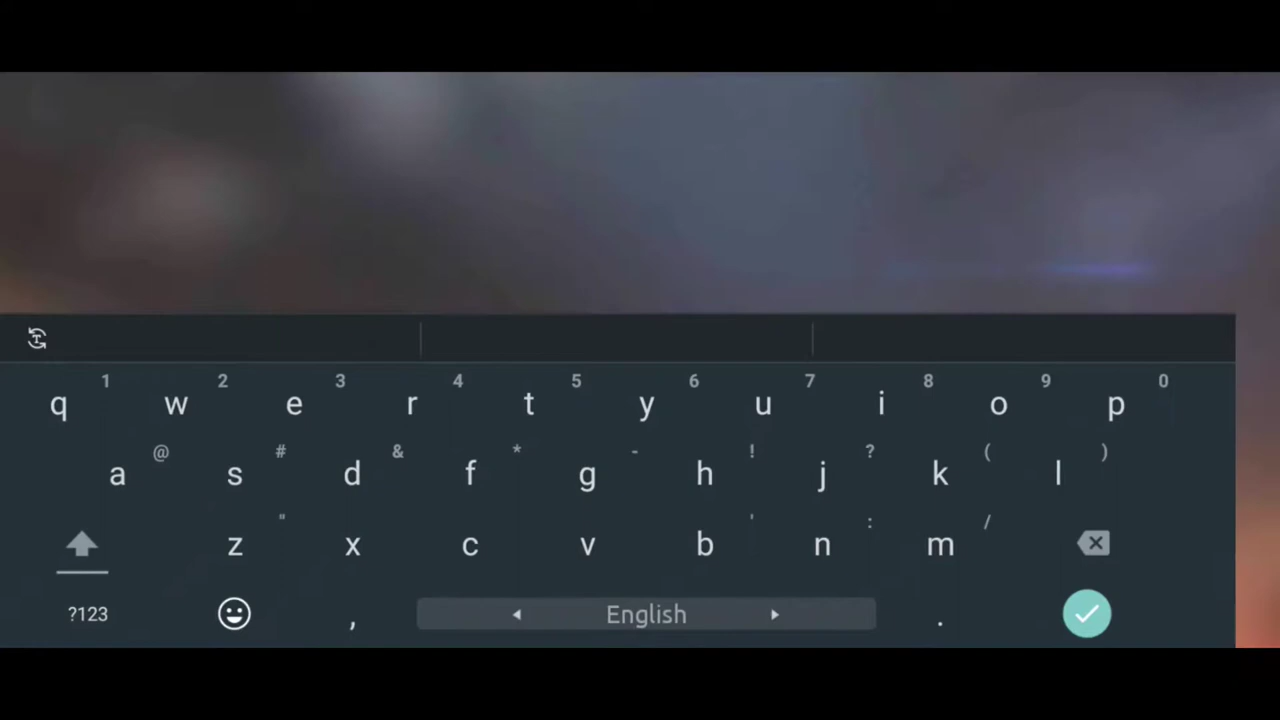 1 2 3 4 5 6 7 8 9 0
q w e r t y u i o p
@ # & * - ! ? ( )
a s d f g h j k l
" ' : /
z x c v b n m
?123 , English .